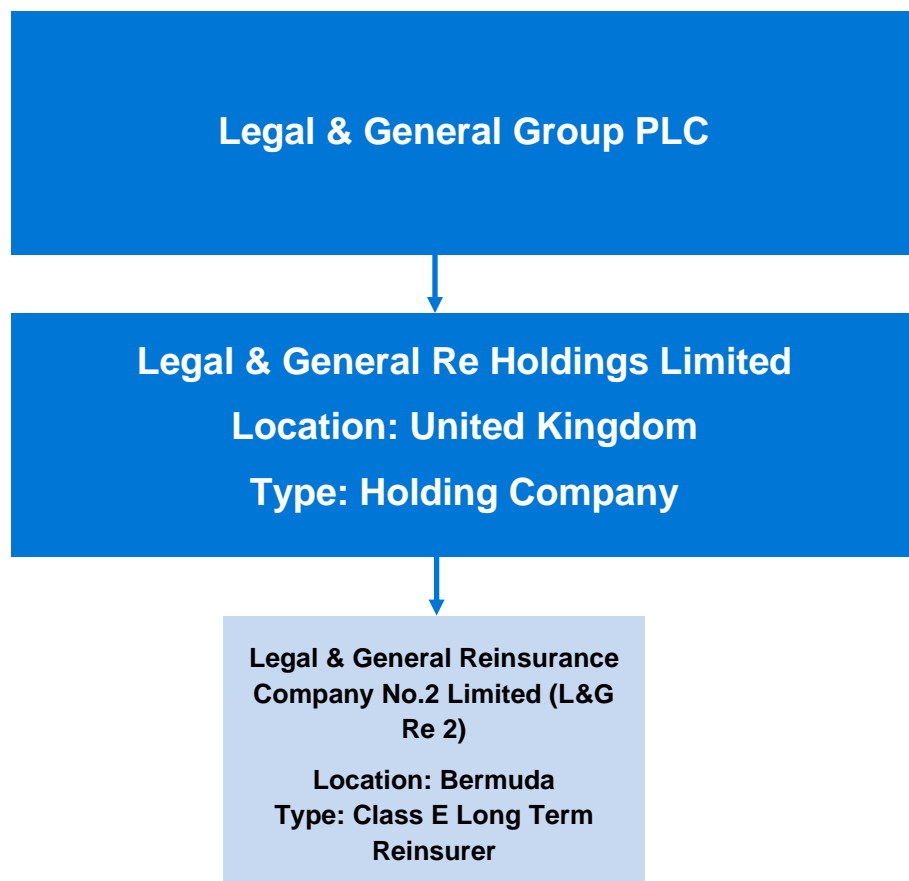 Legal & General Group PLC
Legal & General Re Holdings Limited
Location: United Kingdom
Type: Holding Company
Legal & General Reinsurance
Company No.2 Limited (L&G
Re 2)
Location: Bermuda
Type: Class E Long Term
Reinsurer